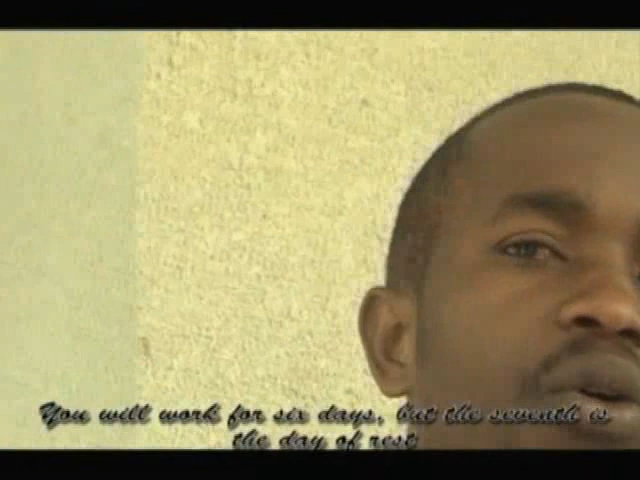 You will work for six days, but the seventh is
the day of rest